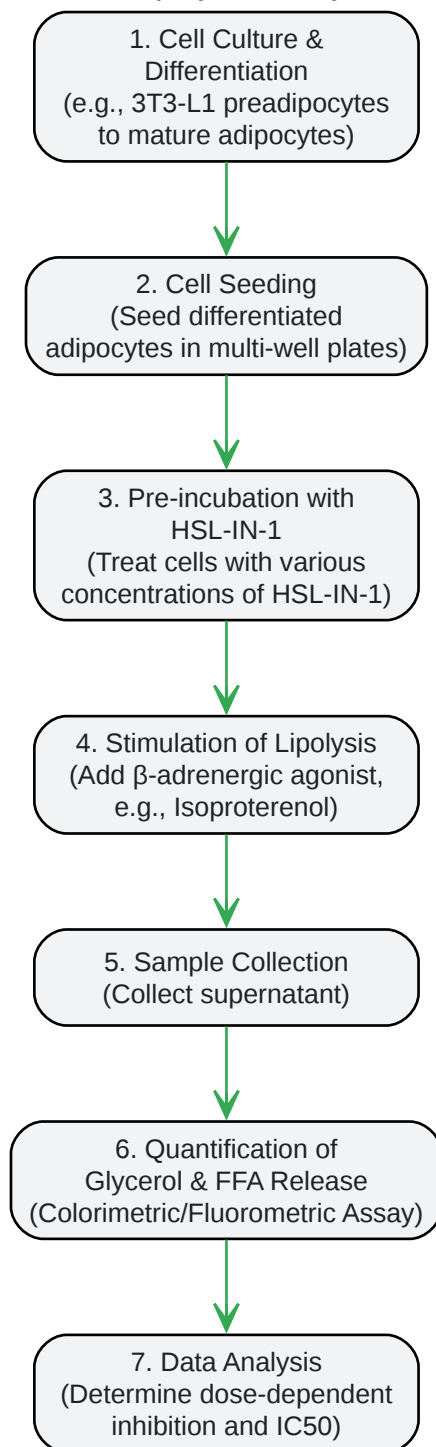 1. Cell Culture &
Differentiation
(e.g., 3T3-L1 preadipocytes
to mature adipocytes)
2. Cell Seeding
(Seed differentiated
adipocytes in multi-well plates)
3. Pre-incubation with
HSL-IN-1
(Treat cells with various
concentrations of HSL-IN-1)
4. Stimulation of Lipolysis
(Add β-adrenergic agonist,
e.g., Isoproterenol)
5. Sample Collection
(Collect supernatant)
6. Quantification of
Glycerol & FFA Release
(Colorimetric/Fluorometric Assay)
7. Data Analysis
(Determine dose-dependent
inhibition and IC50)